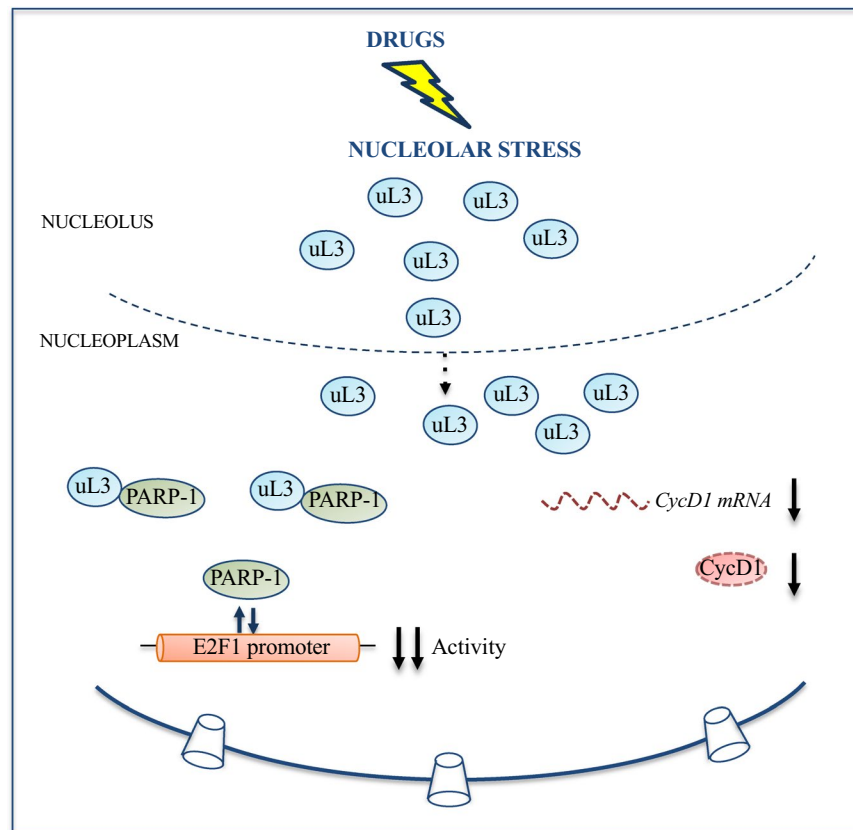 DRUGS
NUCLEOLAR STRESS
uL3
uL3
uL3
NUCLEOLUS
uL3
uL3
uL3
NUCLEOPLASM
uL3
uL3
uL3
uL3
uL3
uL3
PARP-1
uL3
PARP-1
CycD1 mRNA
PARP-1
CycD1
E2F1 promoter
Activity